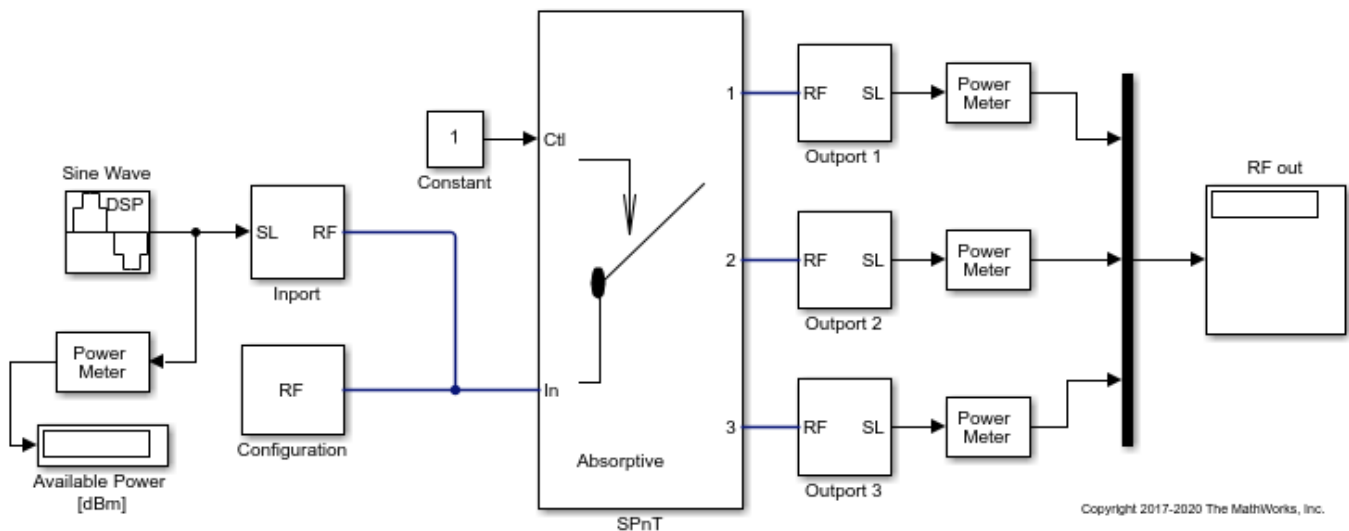 Sine Wave
DSP
SL RF
Inport
Power
Meter
Available Power
[dBm]
RF
Configuration
1
Constant
Ctl
In
1
2
3
Absorptive
SPnT
RF SL
Outport 1
Power
Meter
RF SL
Outport 2
Power
Meter
RF SL
Outport 3
Power
Meter
RF out
Copyright 2017-2020 The MathWorks, Inc.